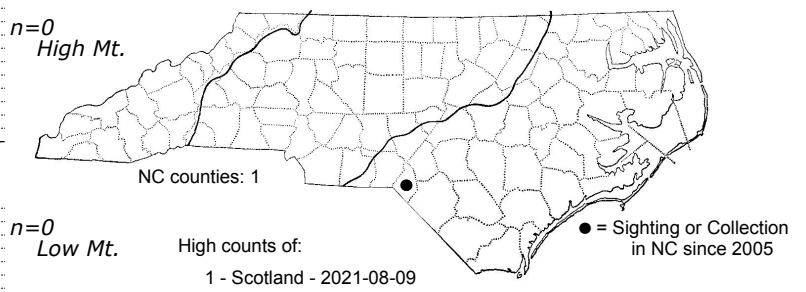 n=0
High Mt.
NC counties: 1
n=0
Low Mt.
High counts of:
1 - Scotland - 2021-08-09
● = Sighting or Collection
in NC since 2005